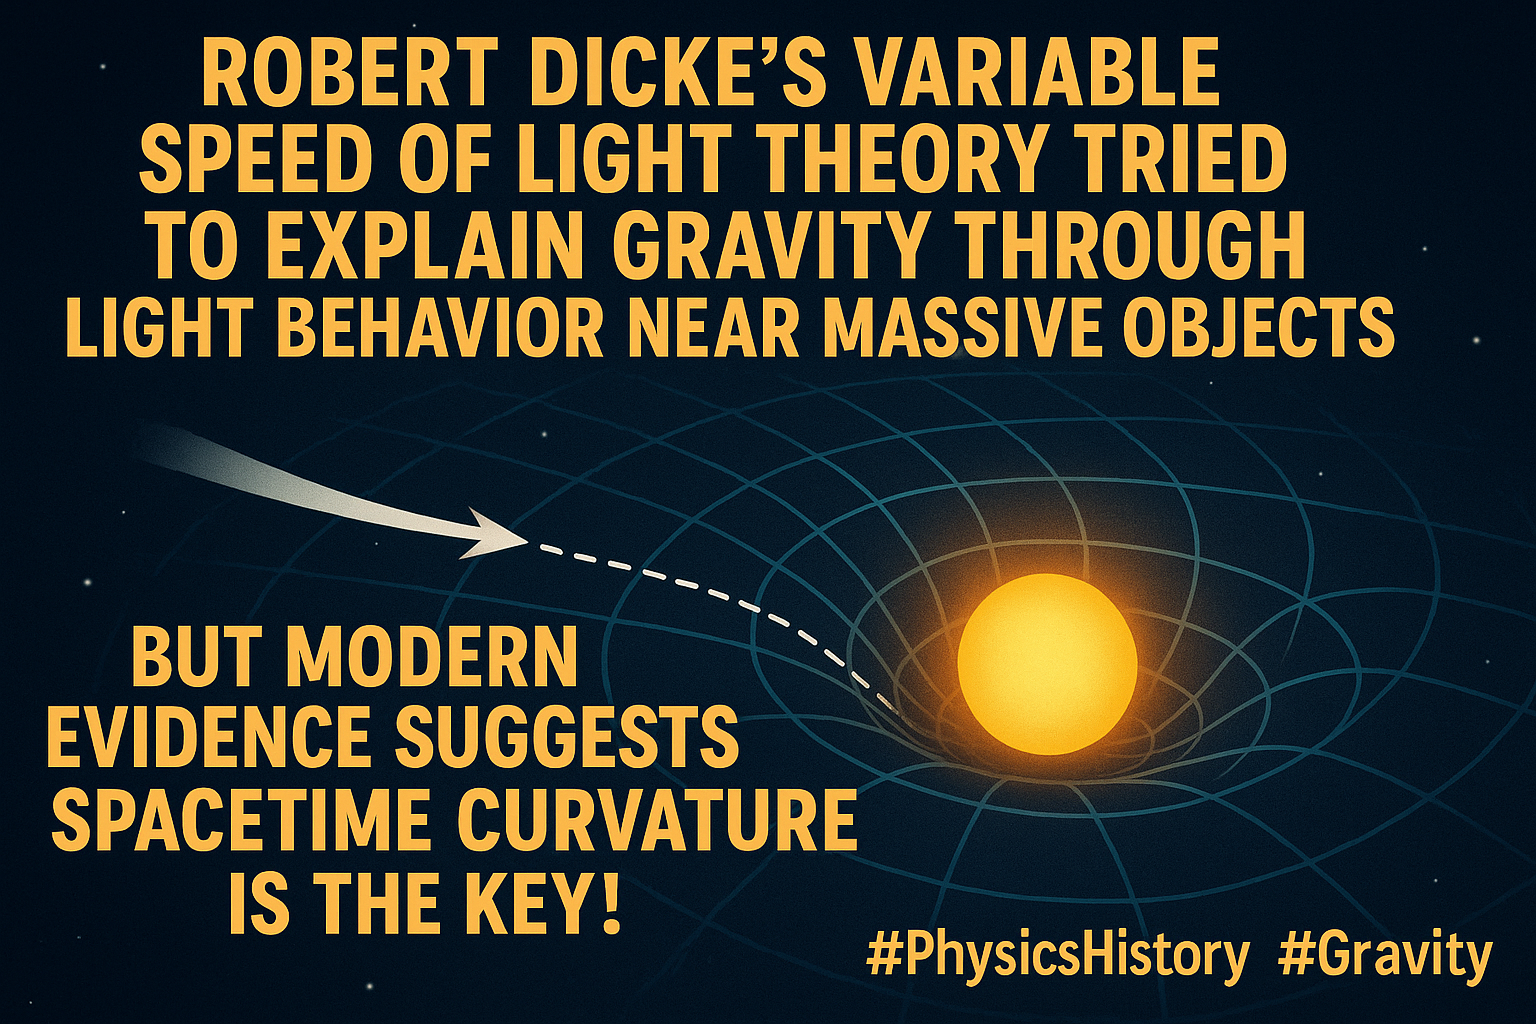 ROBERT DICKE’S VARIABLE
SPEED OF LIGHT THEORY TRIED
TO EXPLAIN GRAVITY THROUGH
LIGHT BEHAVIOR NEAR MASSIVE OBJECTS
BUT MODERN
EVIDENCE SUGGESTS
SPACETIME CURVATURE
IS THE KEY!
#PhysicsHistory #Gravity